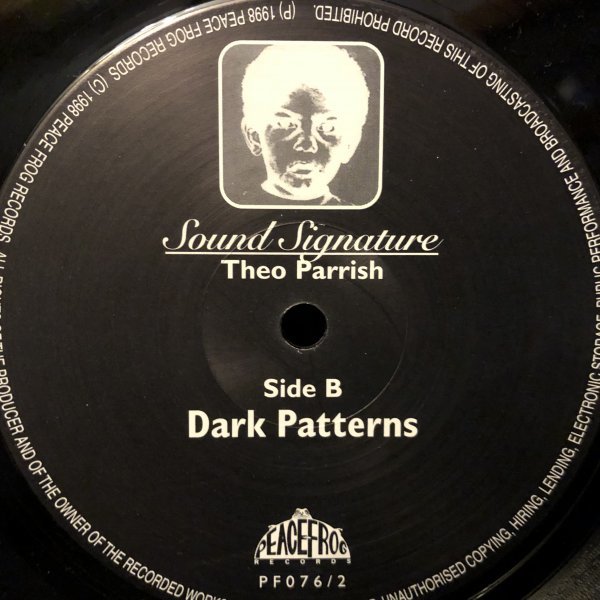 Sound Signature
Theo Parrish
Side B
Dark Patterns
PEACEFROG
RECORDS
PF076/2
(P) 1998 PEACE FROG RECORDS (C) 1998 PEACE FROG RECORDS. ALL RIGHTS OF THE PRODUCER AND OF THE OWNER OF THE RECORDED WORKS
UNAUTHORISED COPYING, HIRING, LENDING, ELECTRONIC STORAGE, PUBLIC PERFORMANCE AND BROADCASTING OF THIS RECORD PROHIBITED.